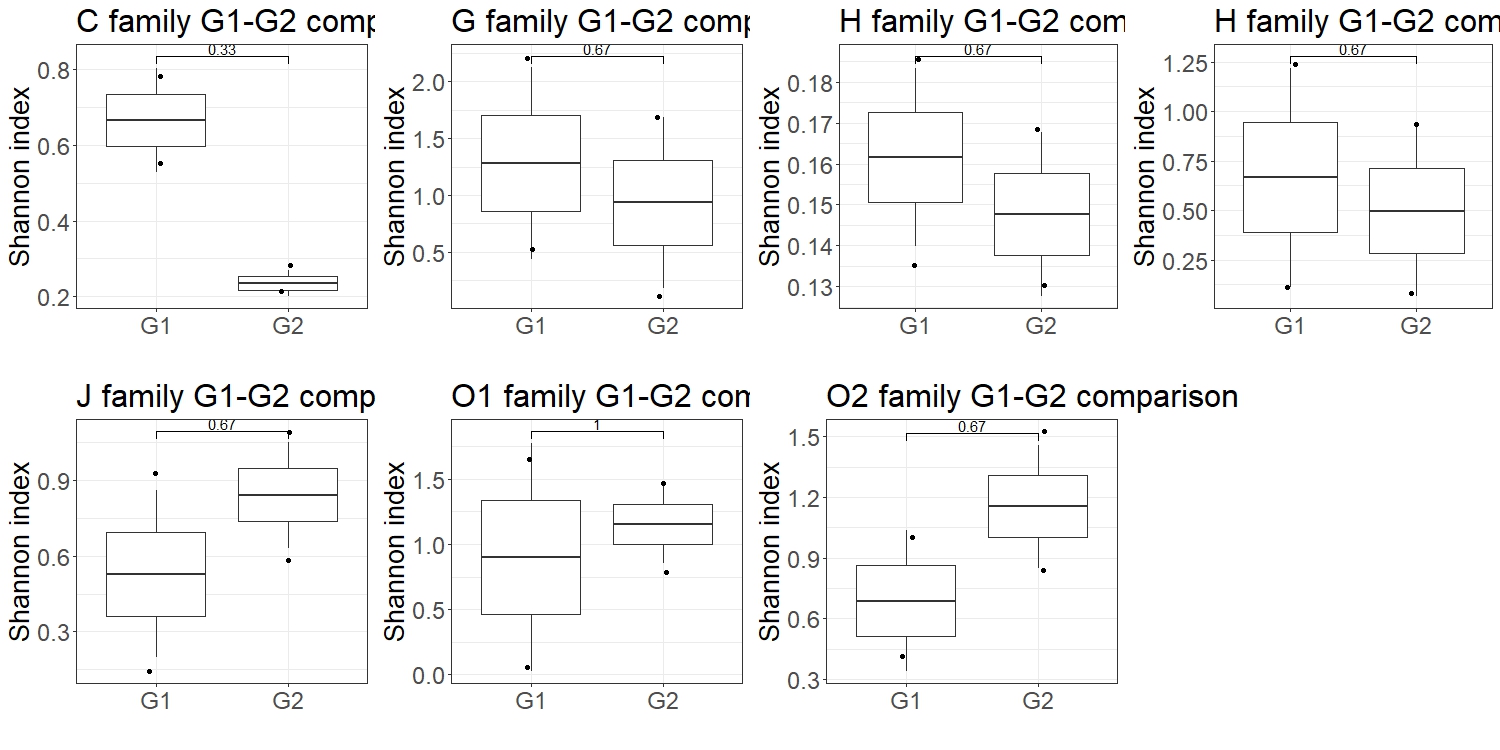 C family G1-G2 comp
0.33
Shannon index
0.8
0.6
0.4
0.2
G1 G2
G family G1-G2 comp
0.67
Shannon index
2.0
1.5
1.0
0.5
G1 G2
H family G1-G2 com
0.67
Shannon index
0.18
0.17
0.16
0.15
0.14
0.13
G1 G2
H family G1-G2 com
0.67
Shannon index
1.25
1.00
0.75
0.50
0.25
G1 G2
J family G1-G2 comp
0.67
Shannon index
0.9
0.6
0.3
G1 G2
O1 family G1-G2 com
1
Shannon index
1.5
1.0
0.5
0.0
G1 G2
O2 family G1-G2 comparison
0.67
Shannon index
1.5
1.2
0.9
0.6
0.3
G1 G2